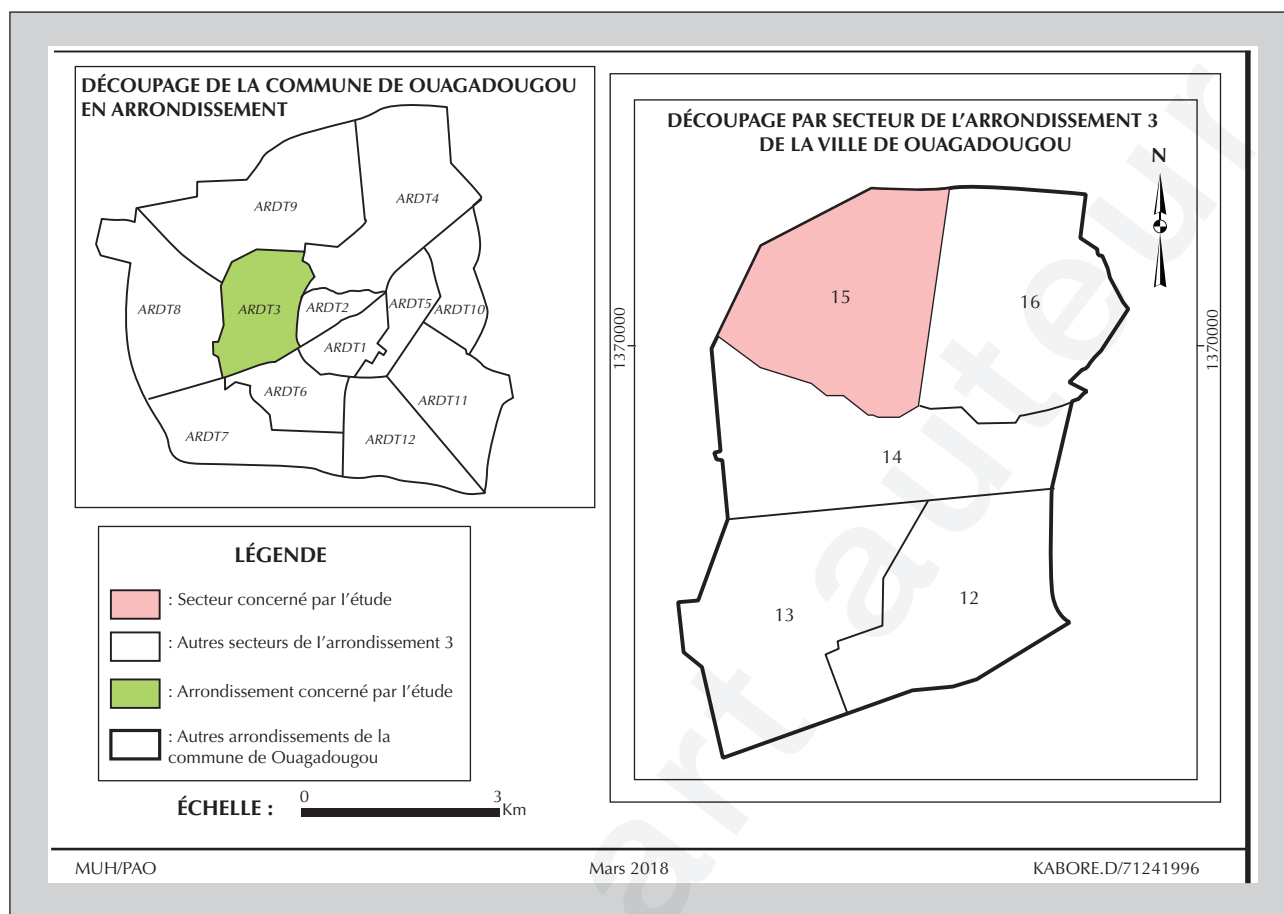 DÉCOUPAGE DE LA COMMUNE DE OUAGADOUGOU
EN ARRONDISSEMENT
ARDT9
ARDT4
ARDT8
ARDT3
ARDT2
ARDT5
ARDT10
ARDT1
ARDT6
ARDT11
ARDT7
ARDT12
LÉGENDE
: Secteur concerné par l'étude
: Autres secteurs de l'arrondissement 3
: Arrondissement concerné par l'étude
: Autres arrondissements de la
commune de Ouagadougou
ÉCHELLE :
0
3
Km
DÉCOUPAGE PAR SECTEUR DE L'ARRONDISSEMENT 3
DE LA VILLE DE OUAGADOUGOU
N
15
16
1370000
1370000
14
13
12
MUH/PAO
Mars 2018
KABORE.D/71241996
art auteur